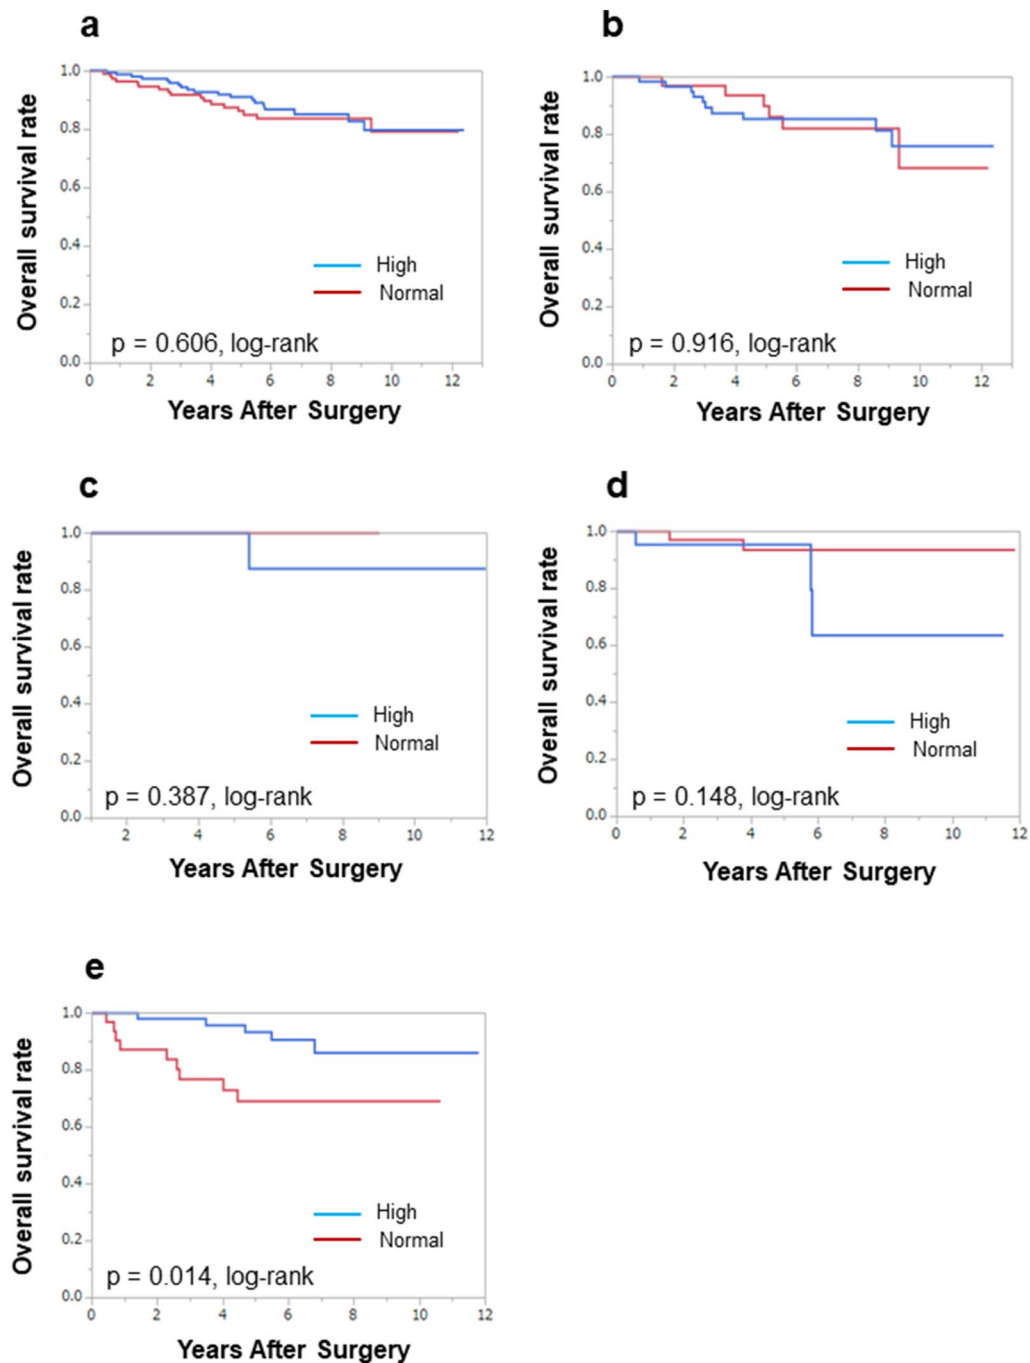 a
Overall survival rate
1.0
0.8
0.6
0.4
0.2
0.0
High
Normal
p = 0.606, log-rank
0 2 4 6 8 10 12
Years After Surgery
b
Overall survival rate
1.0
0.8
0.6
0.4
0.2
0.0
High
Normal
p = 0.916, log-rank
0 2 4 6 8 10 12
Years After Surgery
c
Overall survival rate
1.0
0.8
0.6
0.4
0.2
0.0
High
Normal
p = 0.387, log-rank
2 4 6 8 10 12
Years After Surgery
d
Overall survival rate
1.0
0.8
0.6
0.4
0.2
0.0
High
Normal
p = 0.148, log-rank
0 2 4 6 8 10 12
Years After Surgery
e
Overall survival rate
1.0
0.8
0.6
0.4
0.2
0.0
High
Normal
p = 0.014, log-rank
0 2 4 6 8 10 12
Years After Surgery